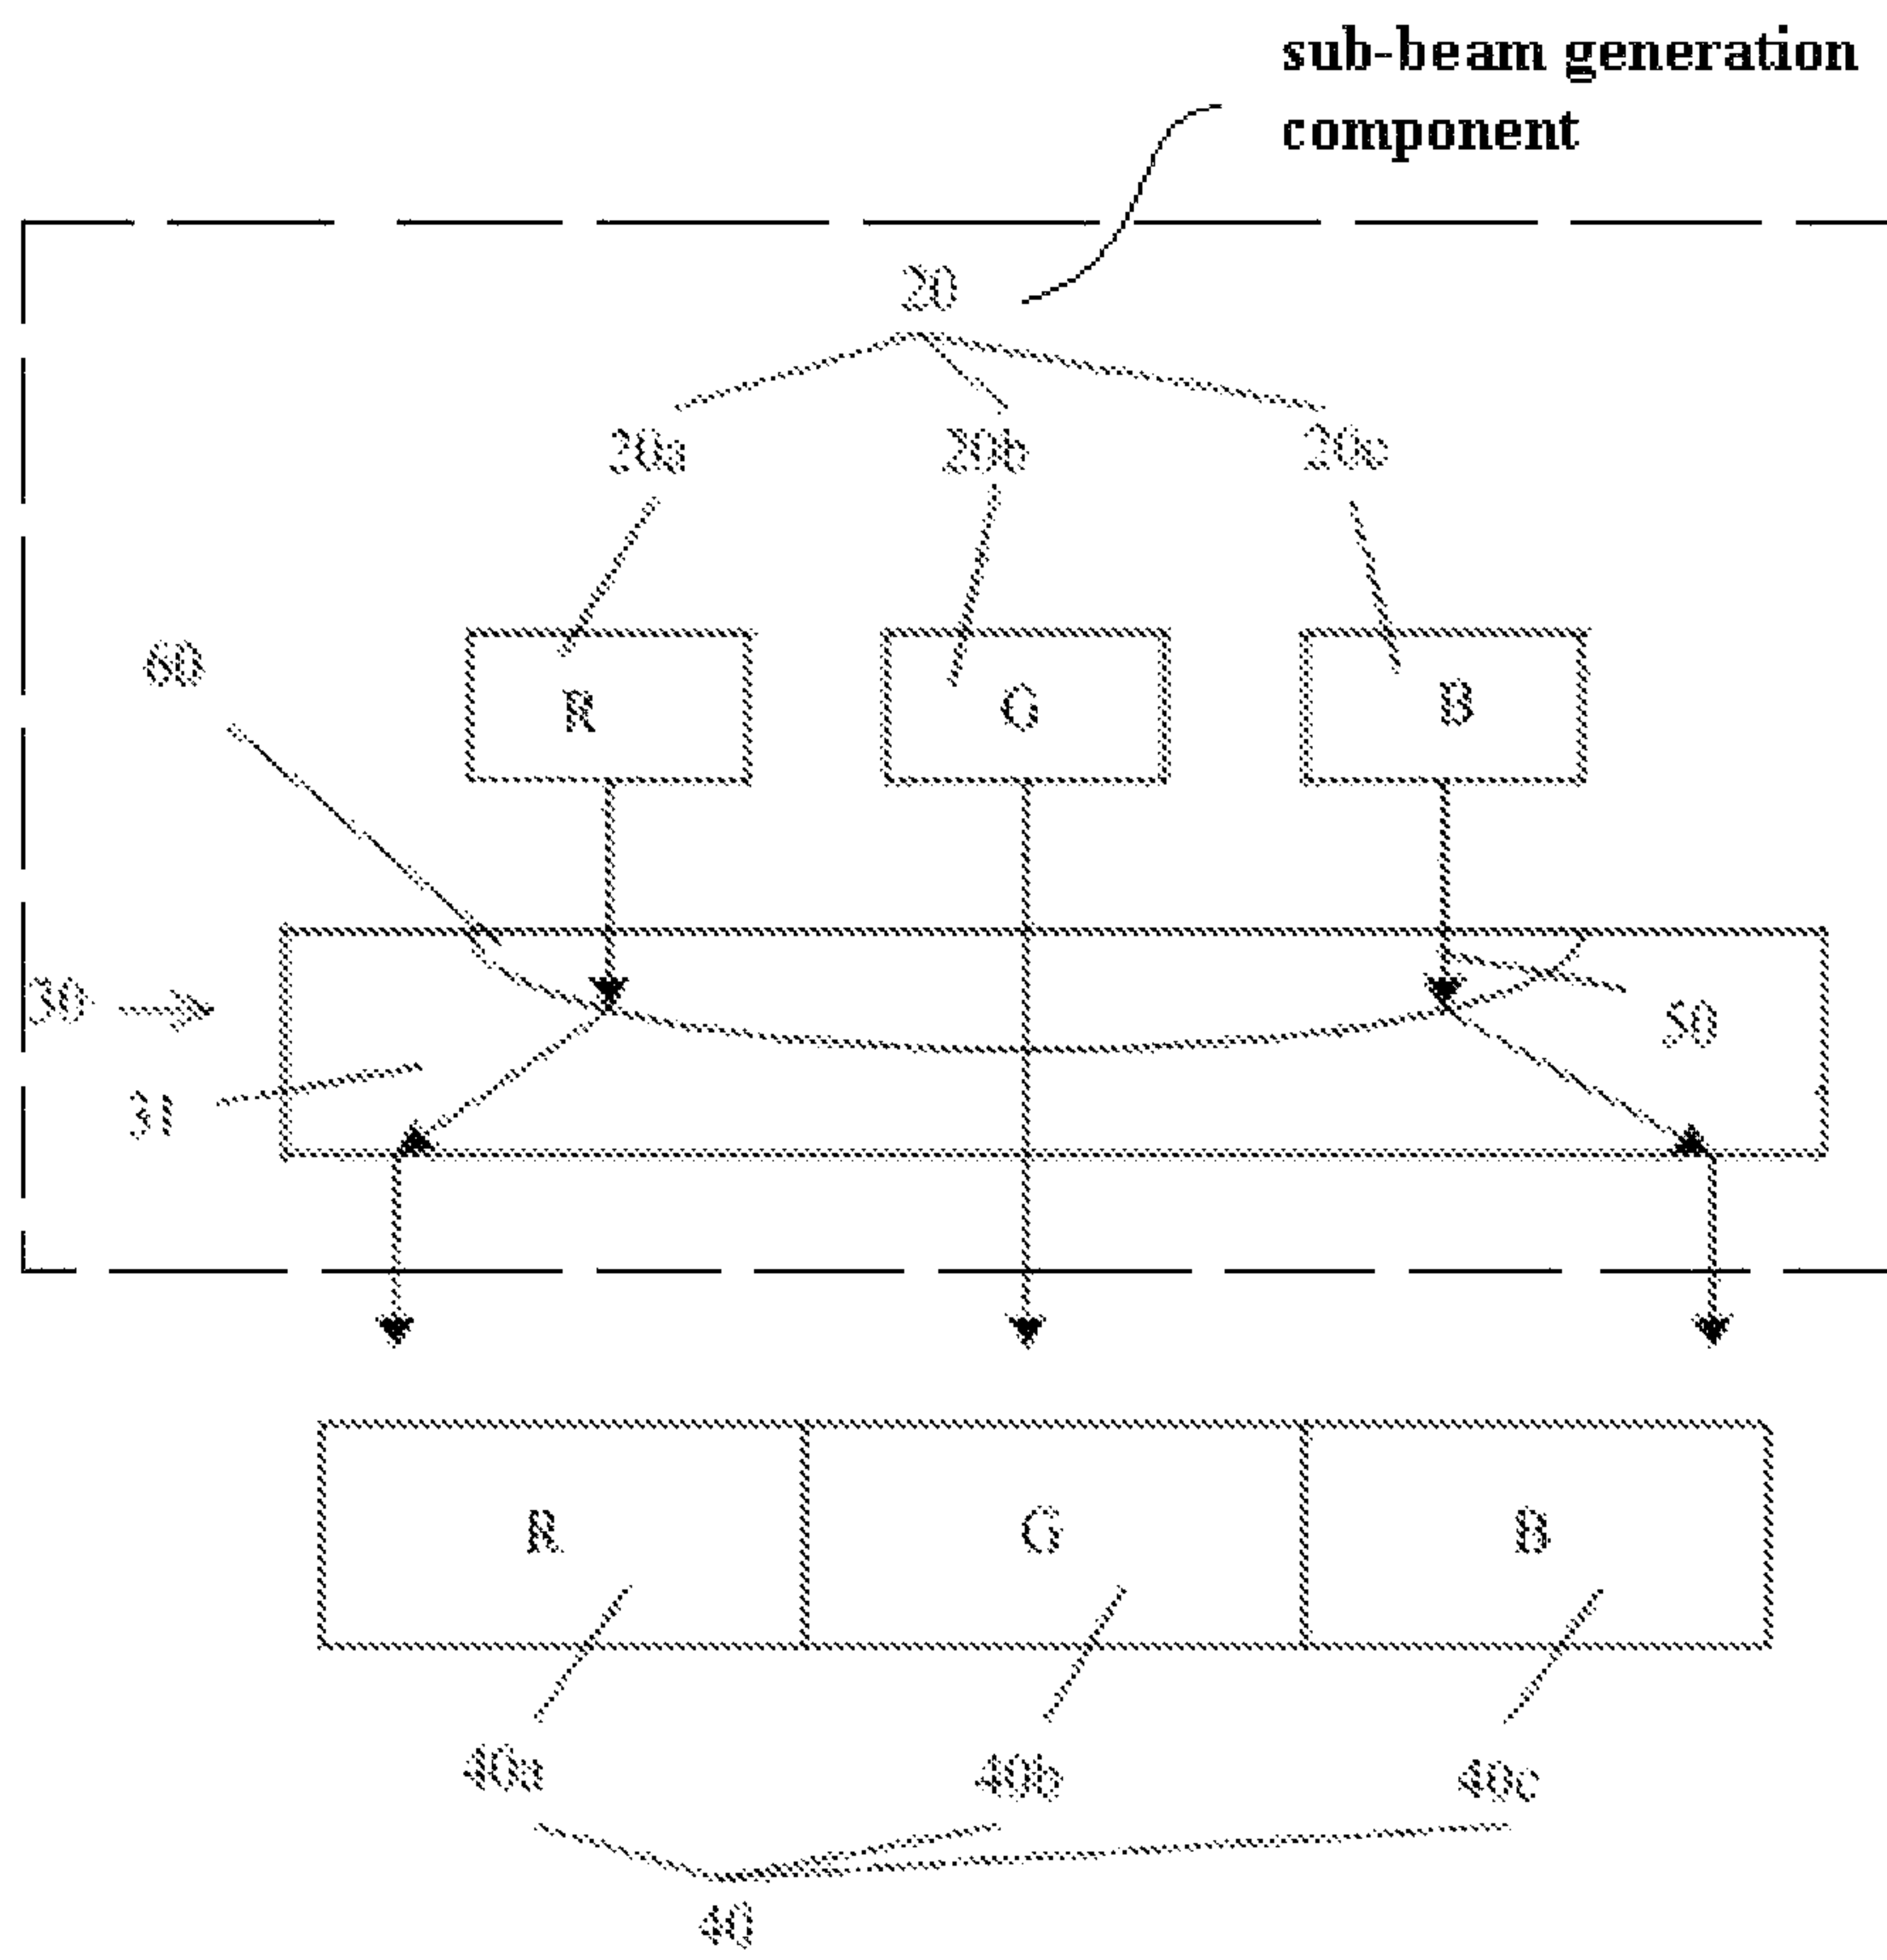 sub-beam generation
component
20
20a 20b 20c
60
R G B
30
50
31
R G B
40a 40b 40c
40